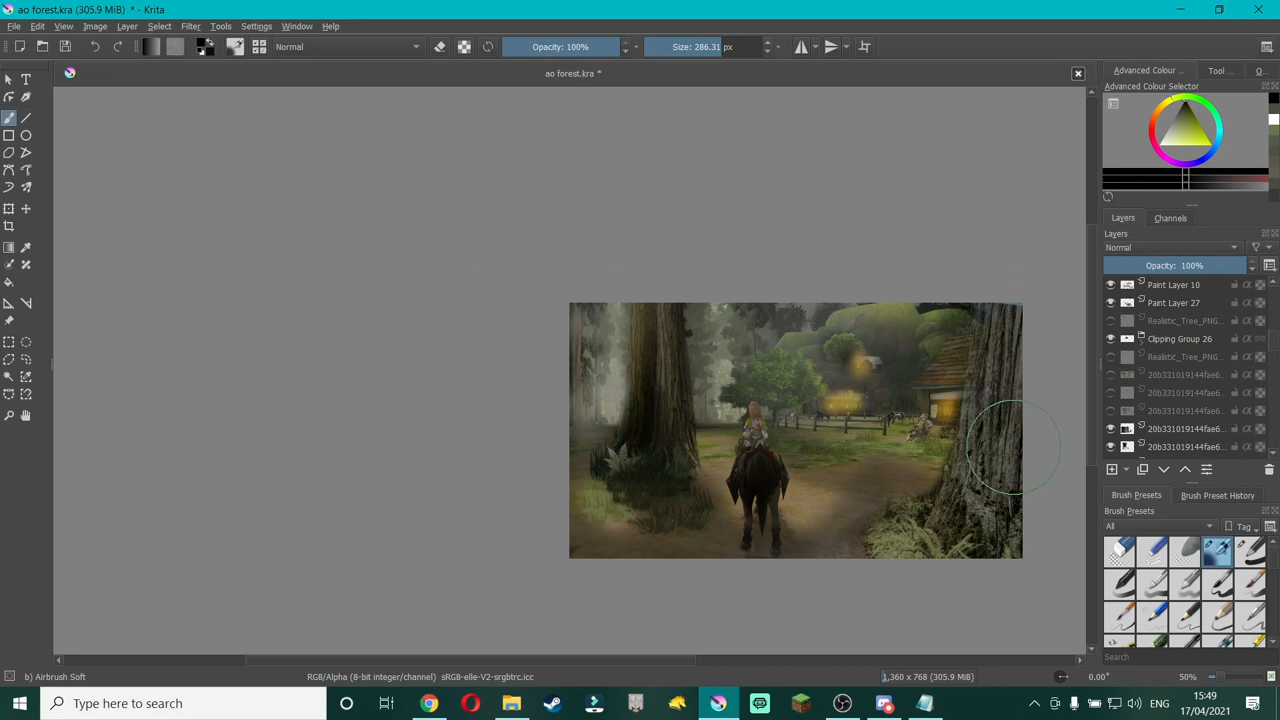 ao forest.kra (305.9 MiB) * - Krita
File Edit View Image Layer Select Filter Tools Settings Window Help
Normal Opacity: 100% Size: 286.31 px
ao forest.kra *
Advanced Colour ... Tool ... O...
Advanced Colour Selector
Layers Channels
Layers
Normal
Opacity: 100%
Paint Layer 10
Paint Layer 27
Realistic_Tree_PNG...
Clipping Group 26
Realistic_Tree_PNG...
20b331019144fae6...
20b331019144fae6...
20b331019144fae6...
20b331019144fae6...
20b331019144fae6...
Brush Presets Brush Preset History
Brush Presets
All Tag
Search
b) Airbrush Soft RGB/Alpha (8-bit integer/channel) sRGB-elle-V2-srgbtrc.icc 1,360 x 768 (305.9 MiB) 0.00° 50%
Type here to search ENG 15:49
17/04/2021